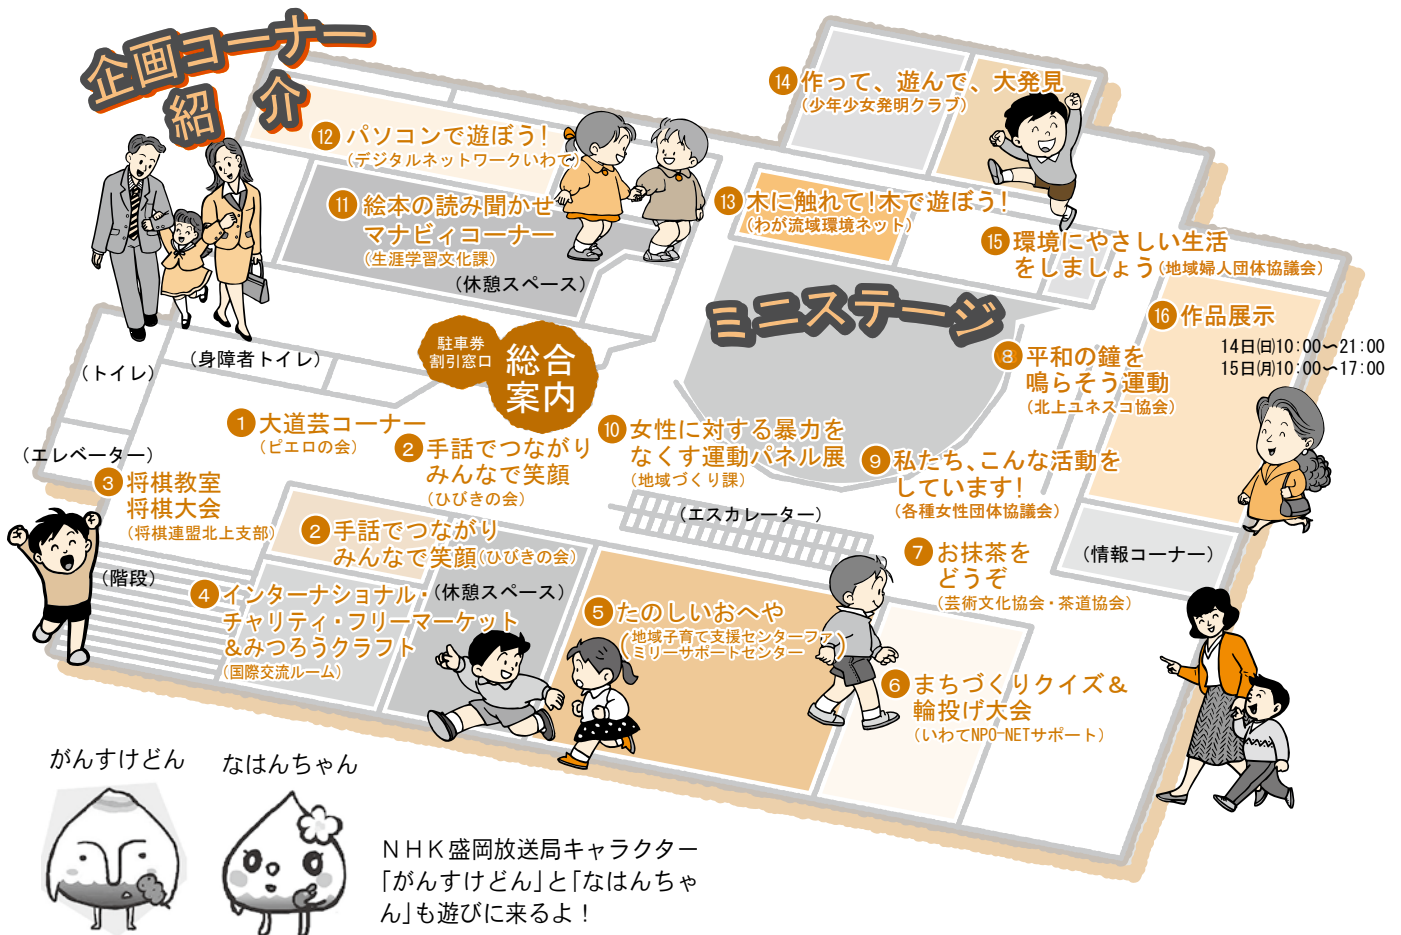 企画コーナー
紹介
⑫パソコンで遊ぼう！
（デジタルネットワークいわて）
⑪絵本の読み聞かせ
マナビィコーナー
（生涯学習文化課）
（休憩スペース）
⑭作って、遊んで、大発見
（少年少女発明クラブ）
⑬木に触れて！木で遊ぼう！
（わが流域環境ネット）
⑮環境にやさしい生活
をしましょう（地域婦人団体協議会）
ミニステージ
⑯作品展示
14日㈰10:00〜21:00
15日㈪10:00〜17:00
⑧平和の鐘を
鳴らそう運動
（北上ユネスコ協会）
駐車券
割引窓口
総合
案内
（トイレ）
（身障者トイレ）
（エレベーター）
①大道芸コーナー
（ピエロの会）
②手話でつながり
みんなで笑顔
（ひびきの会）
⑩女性に対する暴力を
なくす運動パネル展
（地域づくり課）
⑨私たち、こんな活動を
しています！
（各種女性団体協議会）
③将棋教室
将棋大会
（将棋連盟北上支部）
（階段）
②手話でつながり
みんなで笑顔（ひびきの会）
（エスカレーター）
⑦お抹茶を
どうぞ
（芸術文化協会・茶道協会）
（情報コーナー）
④インターナショナル・
チャリティ・フリーマーケット
＆みつろうクラフト
（国際交流ルーム）
（休憩スペース）
⑤たのしいおへや
（地域子育て支援センターファ
ミリーサポートセンター）
⑥まちづくりクイズ＆
輪投げ大会
（いわてNPO-NETサポート）
がんすけどん
なはんちゃん
ＮＨＫ盛岡放送局キャラクター
「がんすけどん」と「なはんちゃ
ん」も遊びに来るよ！